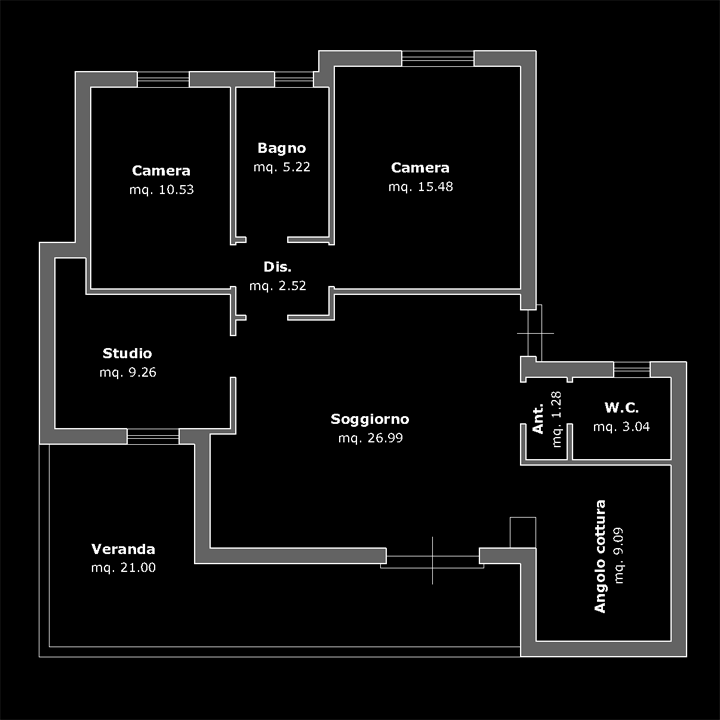 Bagno
mq. 5.22
Camera
mq. 10.53
Camera
mq. 15.48
Dis.
mq. 2.52
Studio
mq. 9.26
Soggiorno
mq. 26.99
Ant.
mq. 1.28
W.C.
mq. 3.04
Veranda
mq. 21.00
Angolo cottura
mq. 9.09